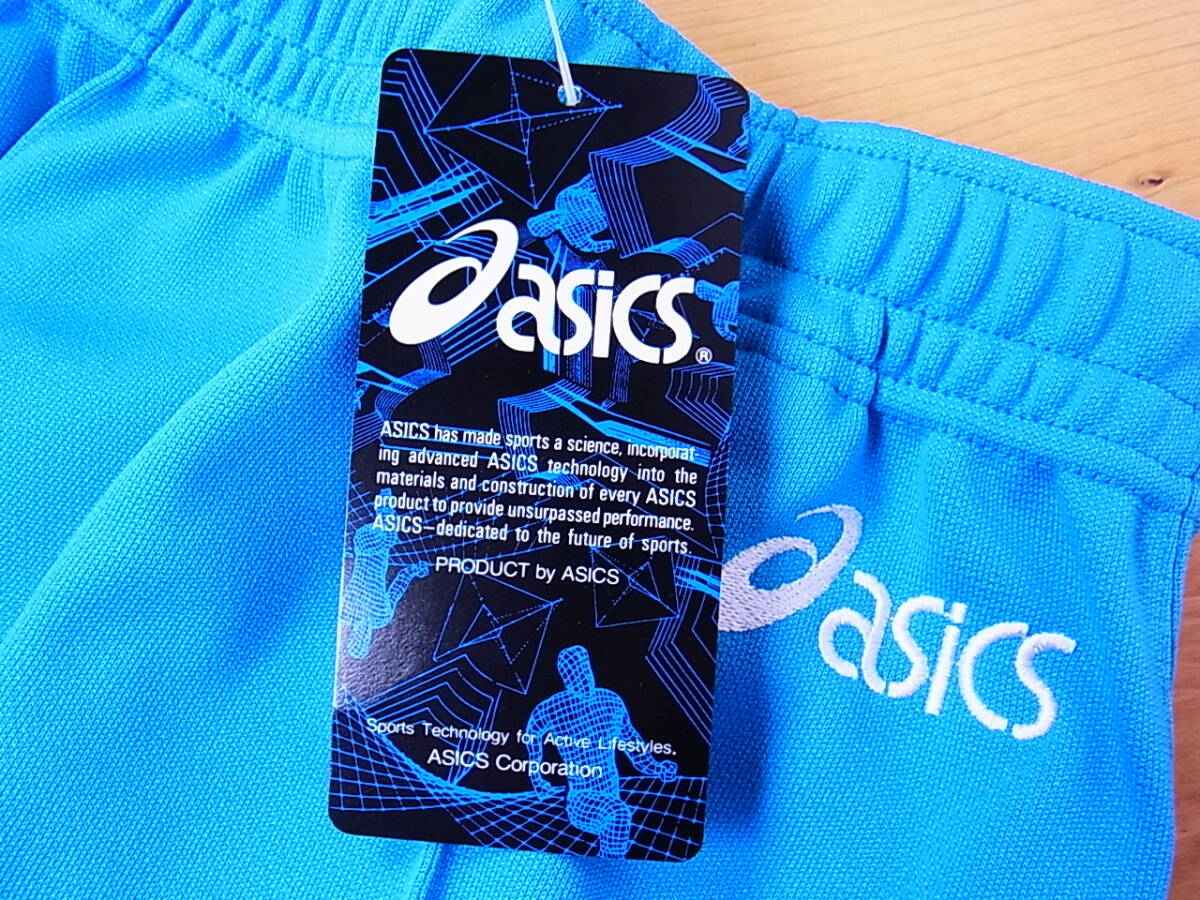 asics®
ASICS has made sports a science, incorporat-
ing advanced ASICS technology into the
materials and construction of every ASICS
product to provide unsurpassed performance.
ASICS—dedicated to the future of sports.
PRODUCT by ASICS
Sports Technology for Active Lifestyles.
ASICS Corporation
asics